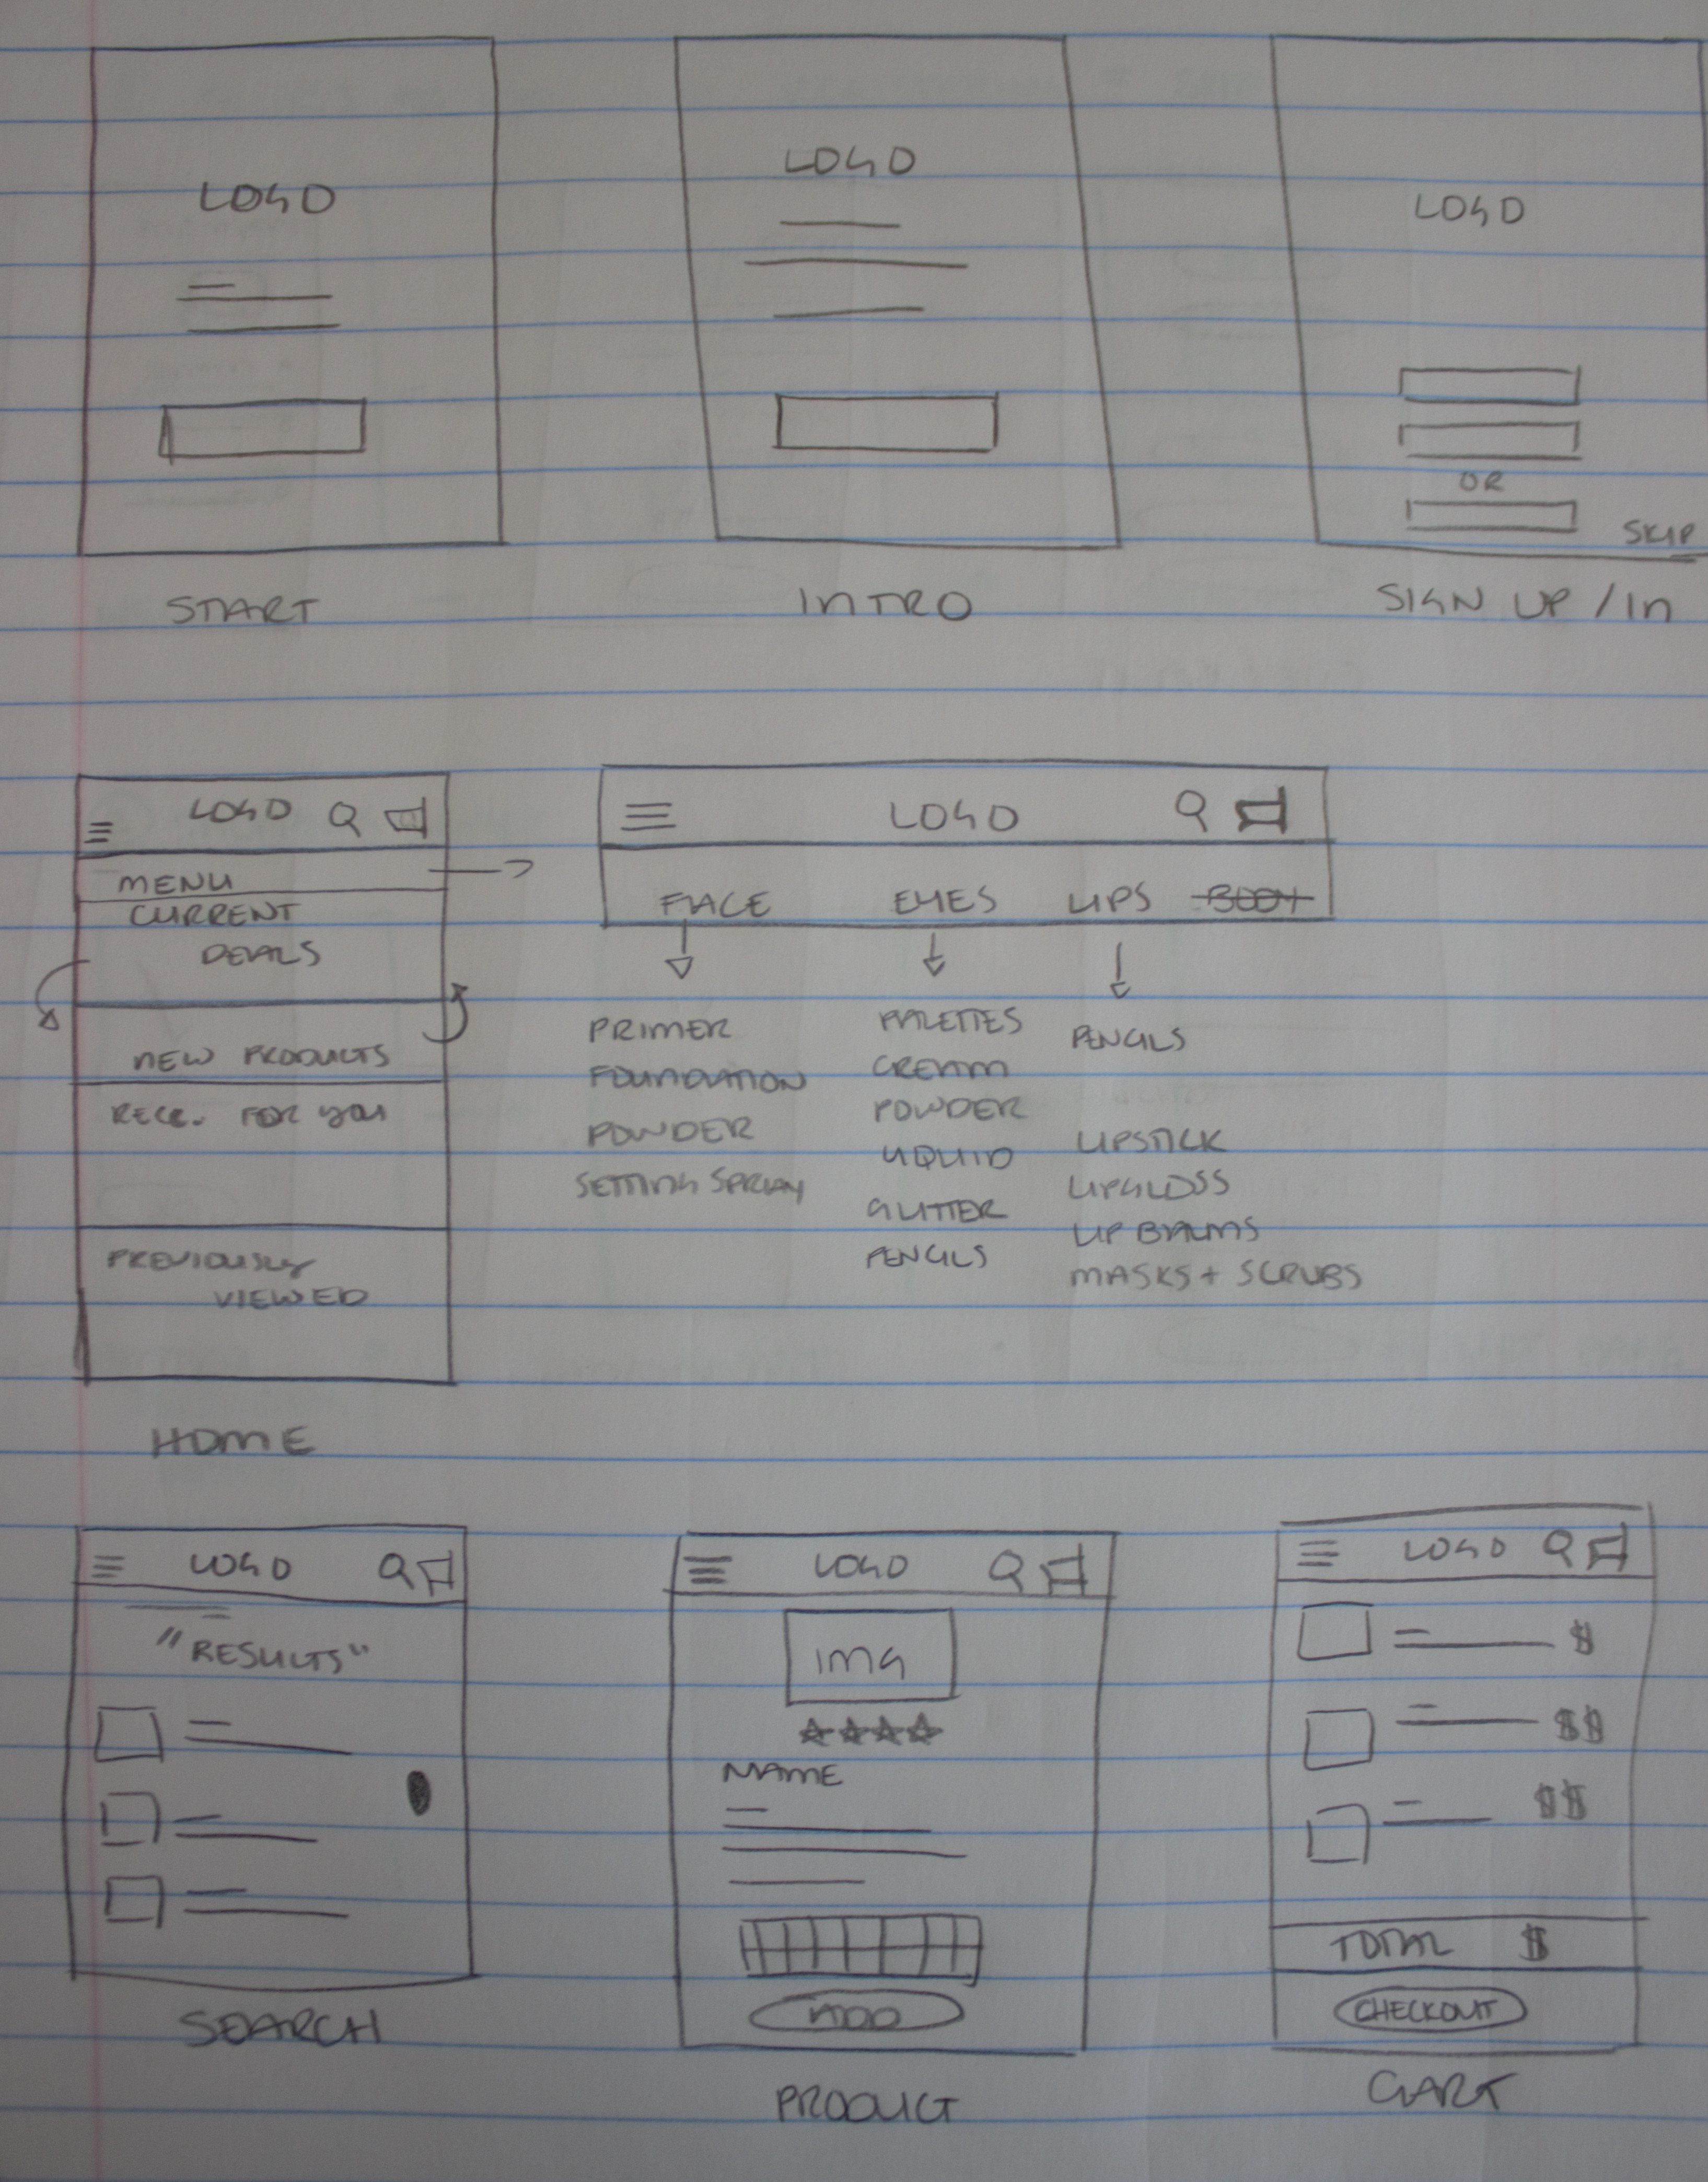 LOGO
LOGO
LOGO
OR
SKIP
START
INTRO
SIGN UP / IN
LOGO
MENU
CURRENT
DEALS
NEW PRODUCTS
RECC. FOR YOU
PREVIOUSLY
VIEWED
HOME
LOGO
FACE EYES LIPS BODY
PRIMER
FOUNDATION
POWDER
SETTING SPRAY
PALETTES
CREAM
POWDER
LIQUID
GLITTER
PENCILS
PENCILS
LIPSTICK
LIPGLOSS
LIP BALMS
MASKS + SCRUBS
LOGO
"RESULTS"
SEARCH
LOGO
IMG
NAME
ADD
PRODUCT
LOGO
$
$$
$$
TOTAL $
CHECKOUT
CART